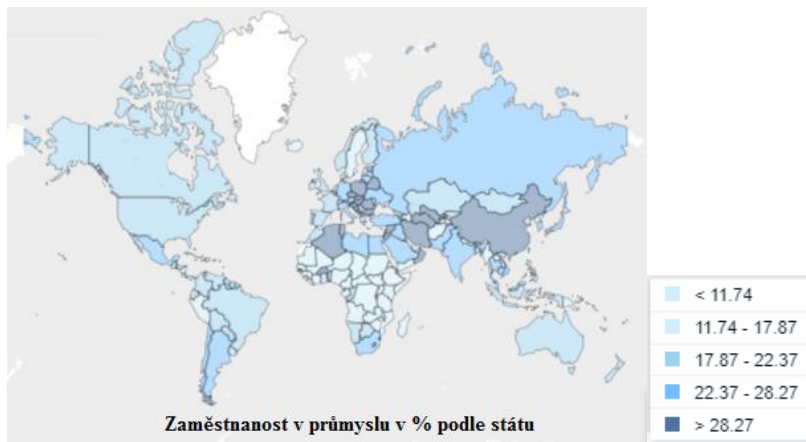 < 11.74
11.74 - 17.87
17.87 - 22.37
22.37 - 28.27
> 28.27
Zaměstnanost v průmyslu v % podle státu